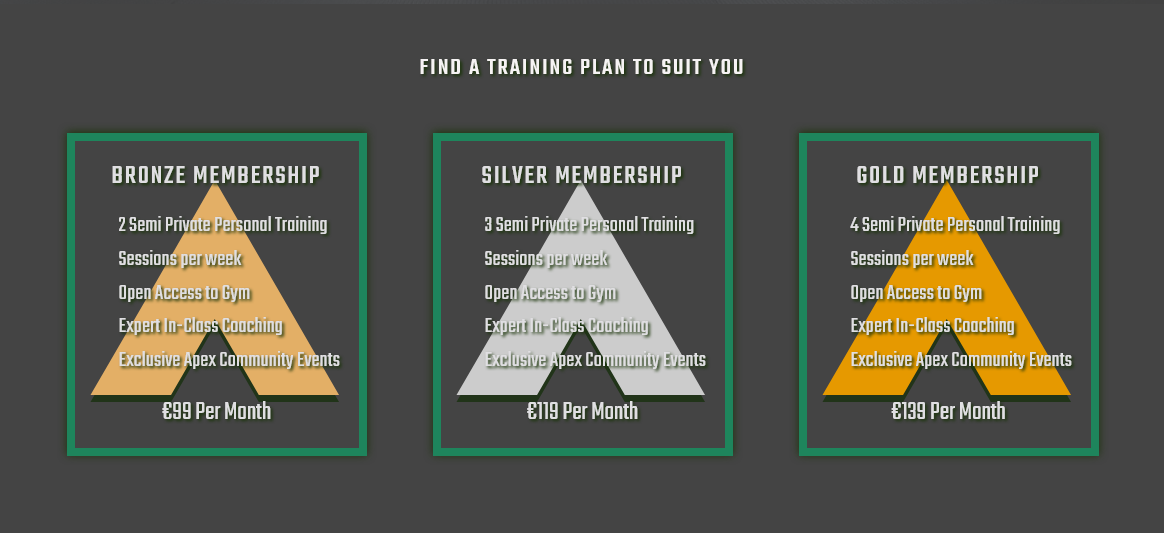 FIND A TRAINING PLAN TO SUIT YOU
BRONZE MEMBERSHIP
2 Semi Private Personal Training
Sessions per week
Open Access to Gym
Expert In-Class Coaching
Exclusive Apex Community Events
€99 Per Month
SILVER MEMBERSHIP
3 Semi Private Personal Training
Sessions per week
Open Access to Gym
Expert In-Class Coaching
Exclusive Apex Community Events
€119 Per Month
GOLD MEMBERSHIP
4 Semi Private Personal Training
Sessions per week
Open Access to Gym
Expert In-Class Coaching
Exclusive Apex Community Events
€139 Per Month